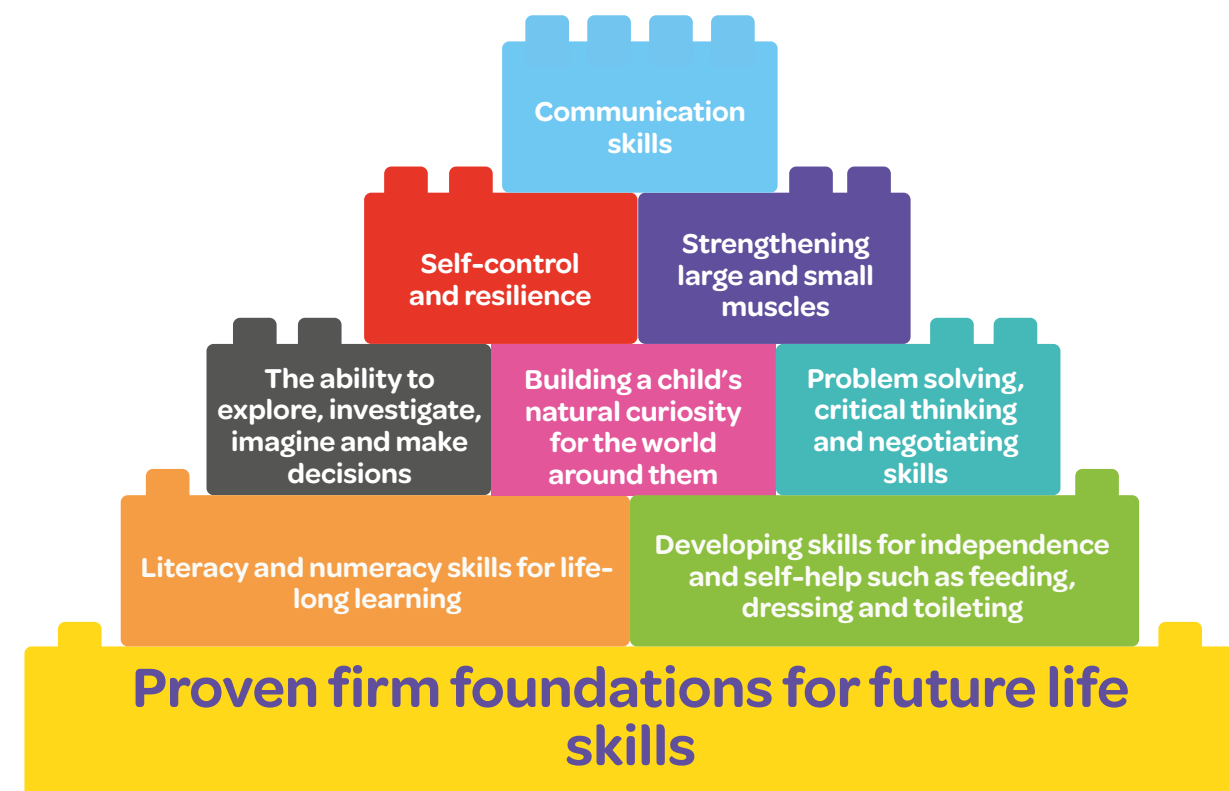 Communication
skills
Self-control
and resilience
Strengthening
large and small
muscles
The ability to
explore, investigate,
imagine and make
decisions
Building a child's
natural curiosity
for the world
around them
Problem solving,
critical thinking
and negotiating
skills
Literacy and numeracy skills for life-
long learning
Developing skills for independence
and self-help such as feeding,
dressing and toileting
Proven firm foundations for future life
skills